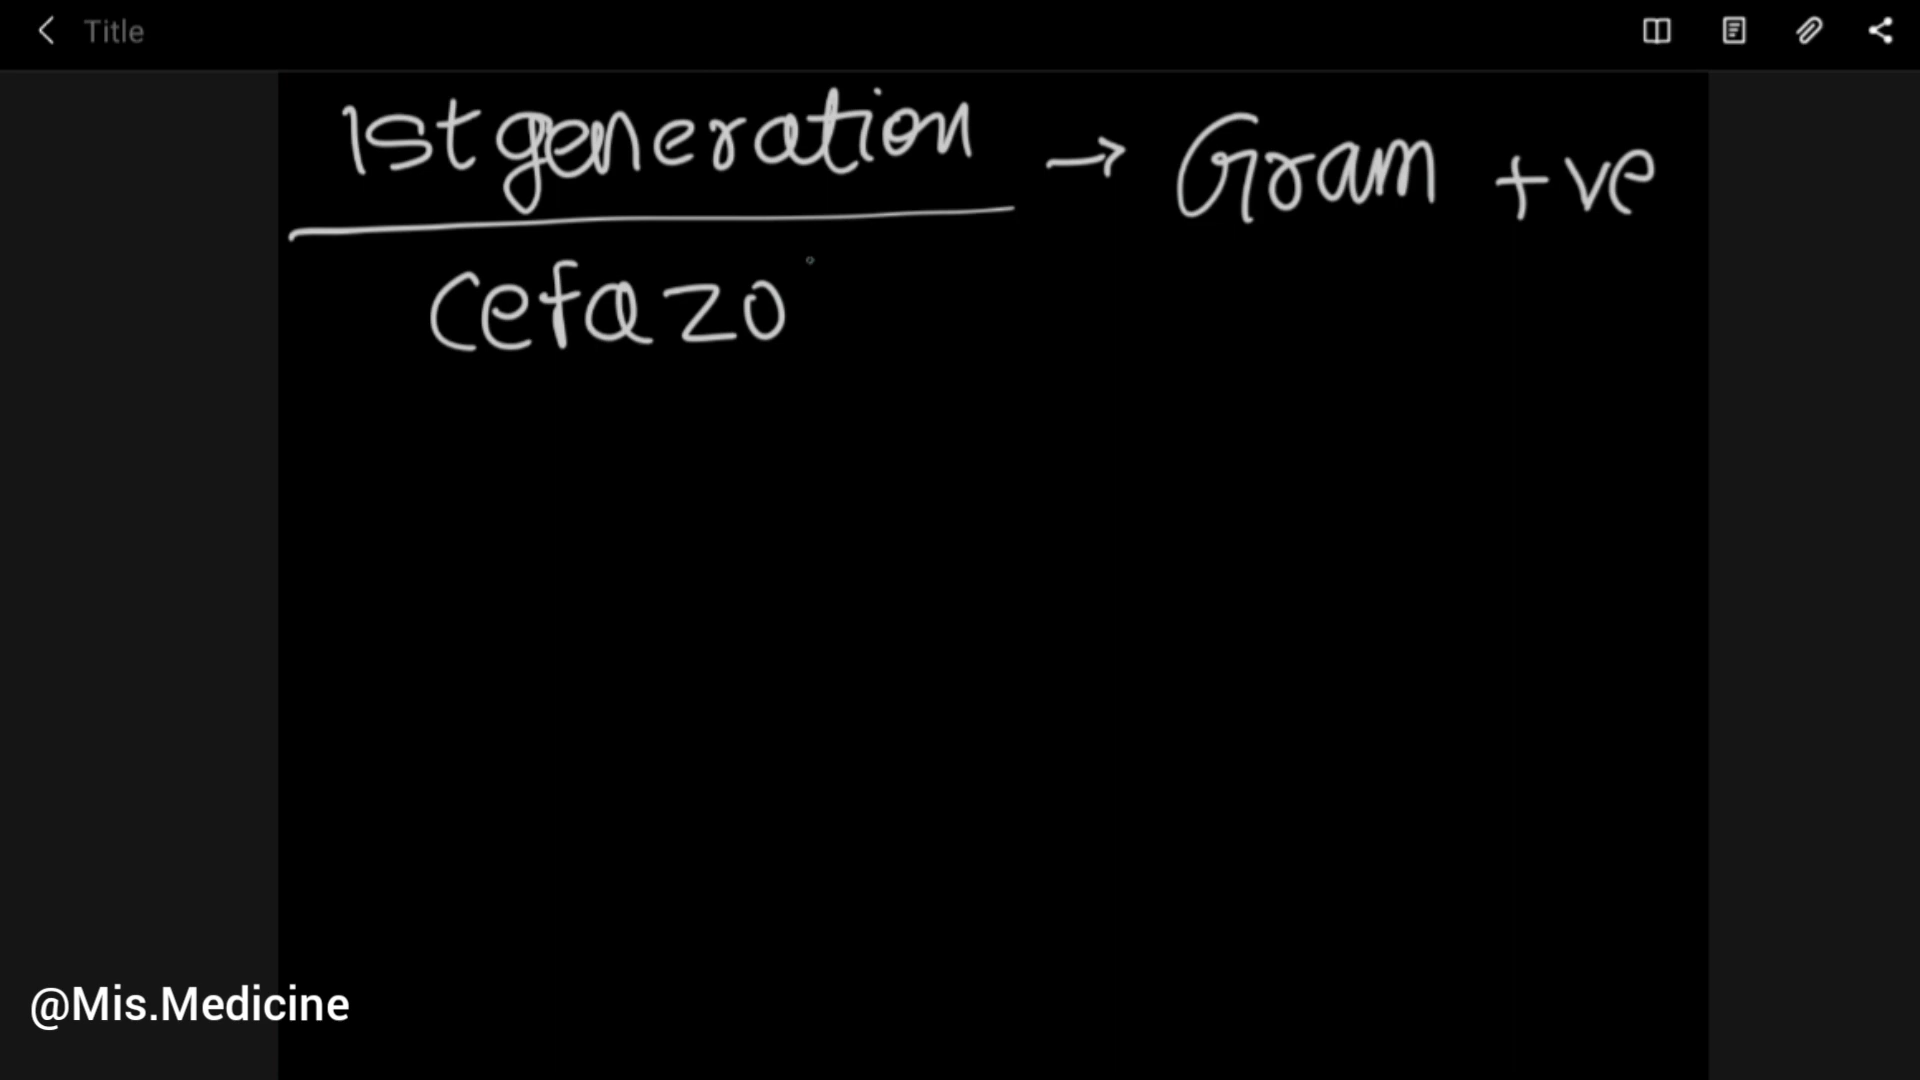 Title
1st generation → Gram +ve
Cefazo
@Mis.Medicine